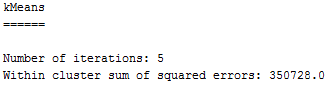 kMeans
======
Number of iterations: 5
Within cluster sum of squared errors: 350728.0